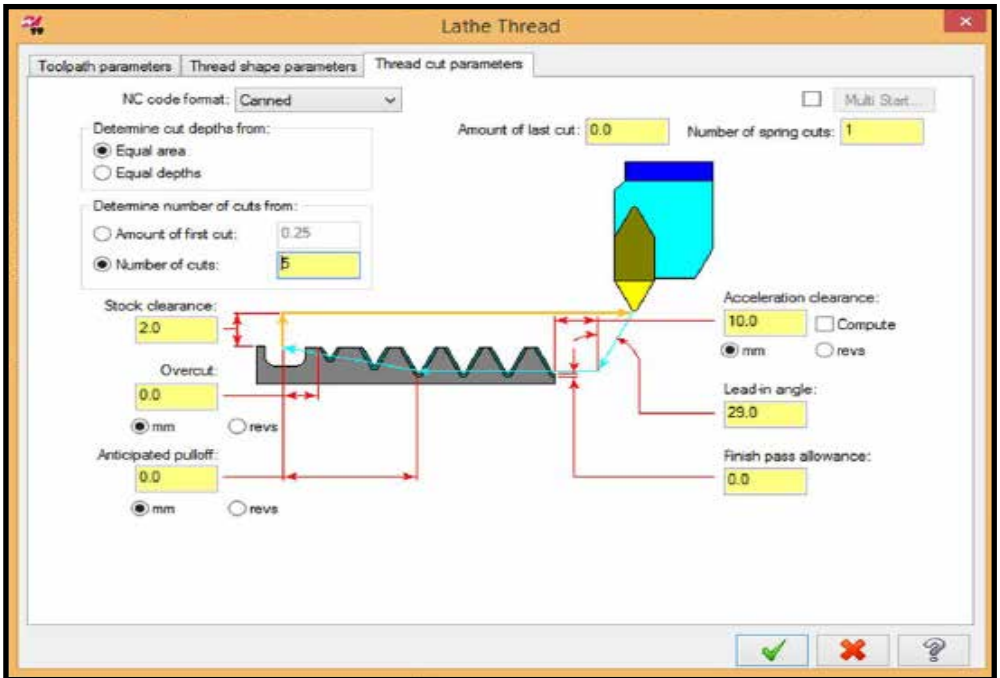 Lathe Thread
Toolpath parameters Thread shape parameters Thread cut parameters
NC code format: Canned
Multi Start...
Determine cut depths from:
Equal area
Equal depths
Amount of last cut: 0.0
Number of spring cuts: 1
Determine number of cuts from:
Amount of first cut: 0.25
Number of cuts: 5
Stock clearance:
2.0
Overcut:
0.0
mm revs
Anticipated pulloff:
0.0
mm revs
Acceleration clearance:
10.0 Compute
mm revs
Lead-in angle:
29.0
Finish pass allowance:
0.0